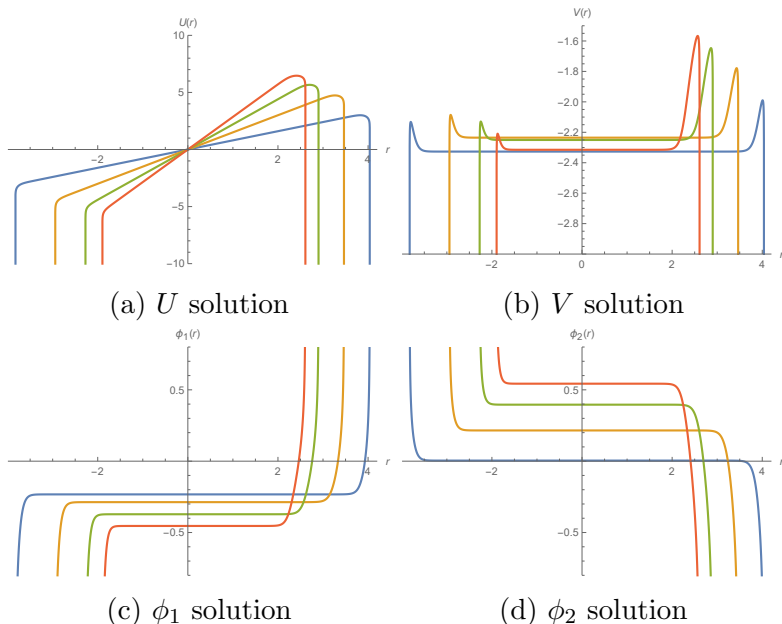 U(r)
10
5
-2
2
4
r
-5
-10
(a) U solution
V(r)
-1.6
-1.8
-2.0
-2.2
-2.4
-2.6
-2.8
-2
0
2
4
(b) V solution
ϕ1(r)
0.5
-2
2
4
r
-0.5
(c) ϕ1 solution
ϕ2(r)
0.5
-2
2
4
-0.5
(d) ϕ2 solution